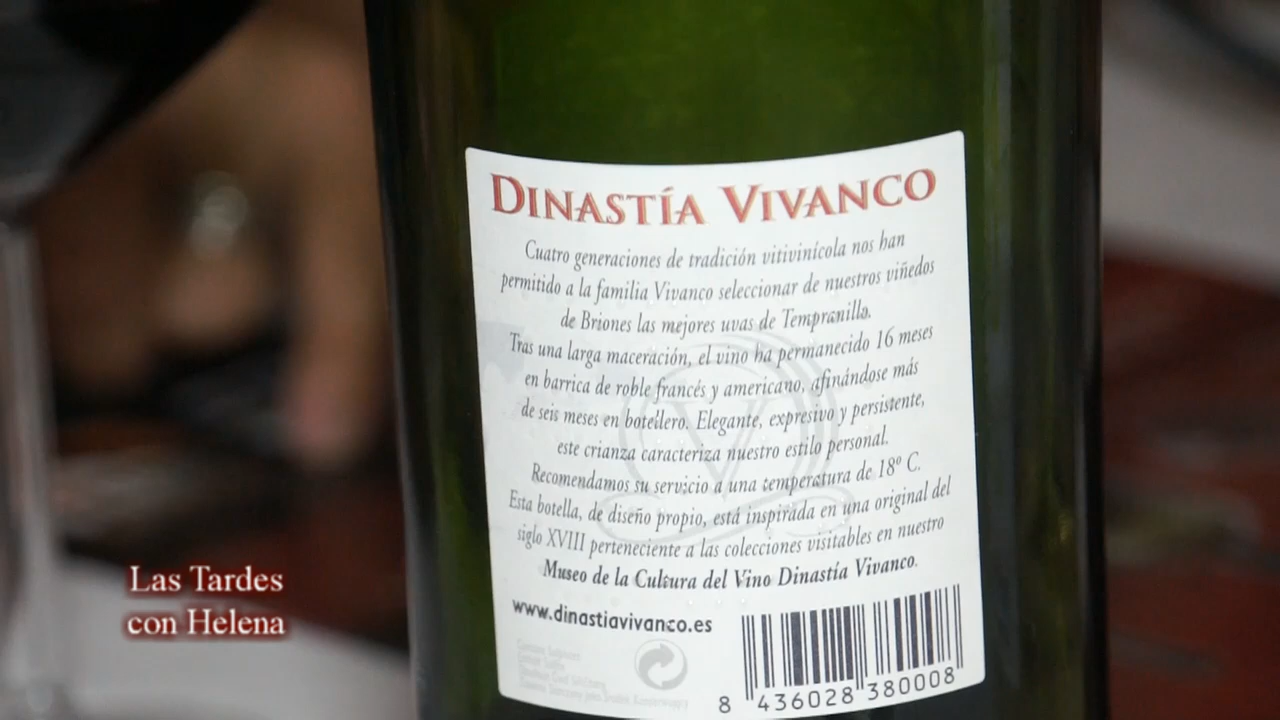 DINASTÍA VIVANCO
Cuatro generaciones de tradición vitivinícola nos han
permitido a la familia Vivanco seleccionar de nuestros viñedos
de Briones las mejores uvas de Tempranillo.
Tras una larga maceración, el vino ha permanecido 16 meses
en barrica de roble francés y americano, afinándose más
de seis meses en botellero. Elegante, expresivo y persistente,
este crianza caracteriza nuestro estilo personal.
Recomendamos su servicio a una temperatura de 18º C.
Esta botella, de diseño propio, está inspirada en una original del
siglo XVIII perteneciente a las colecciones visitables en nuestro
Museo de la Cultura del Vino Dinastía Vivanco.
www.dinastiavivanco.es
8 436028 380008
Las Tardes
con Helena